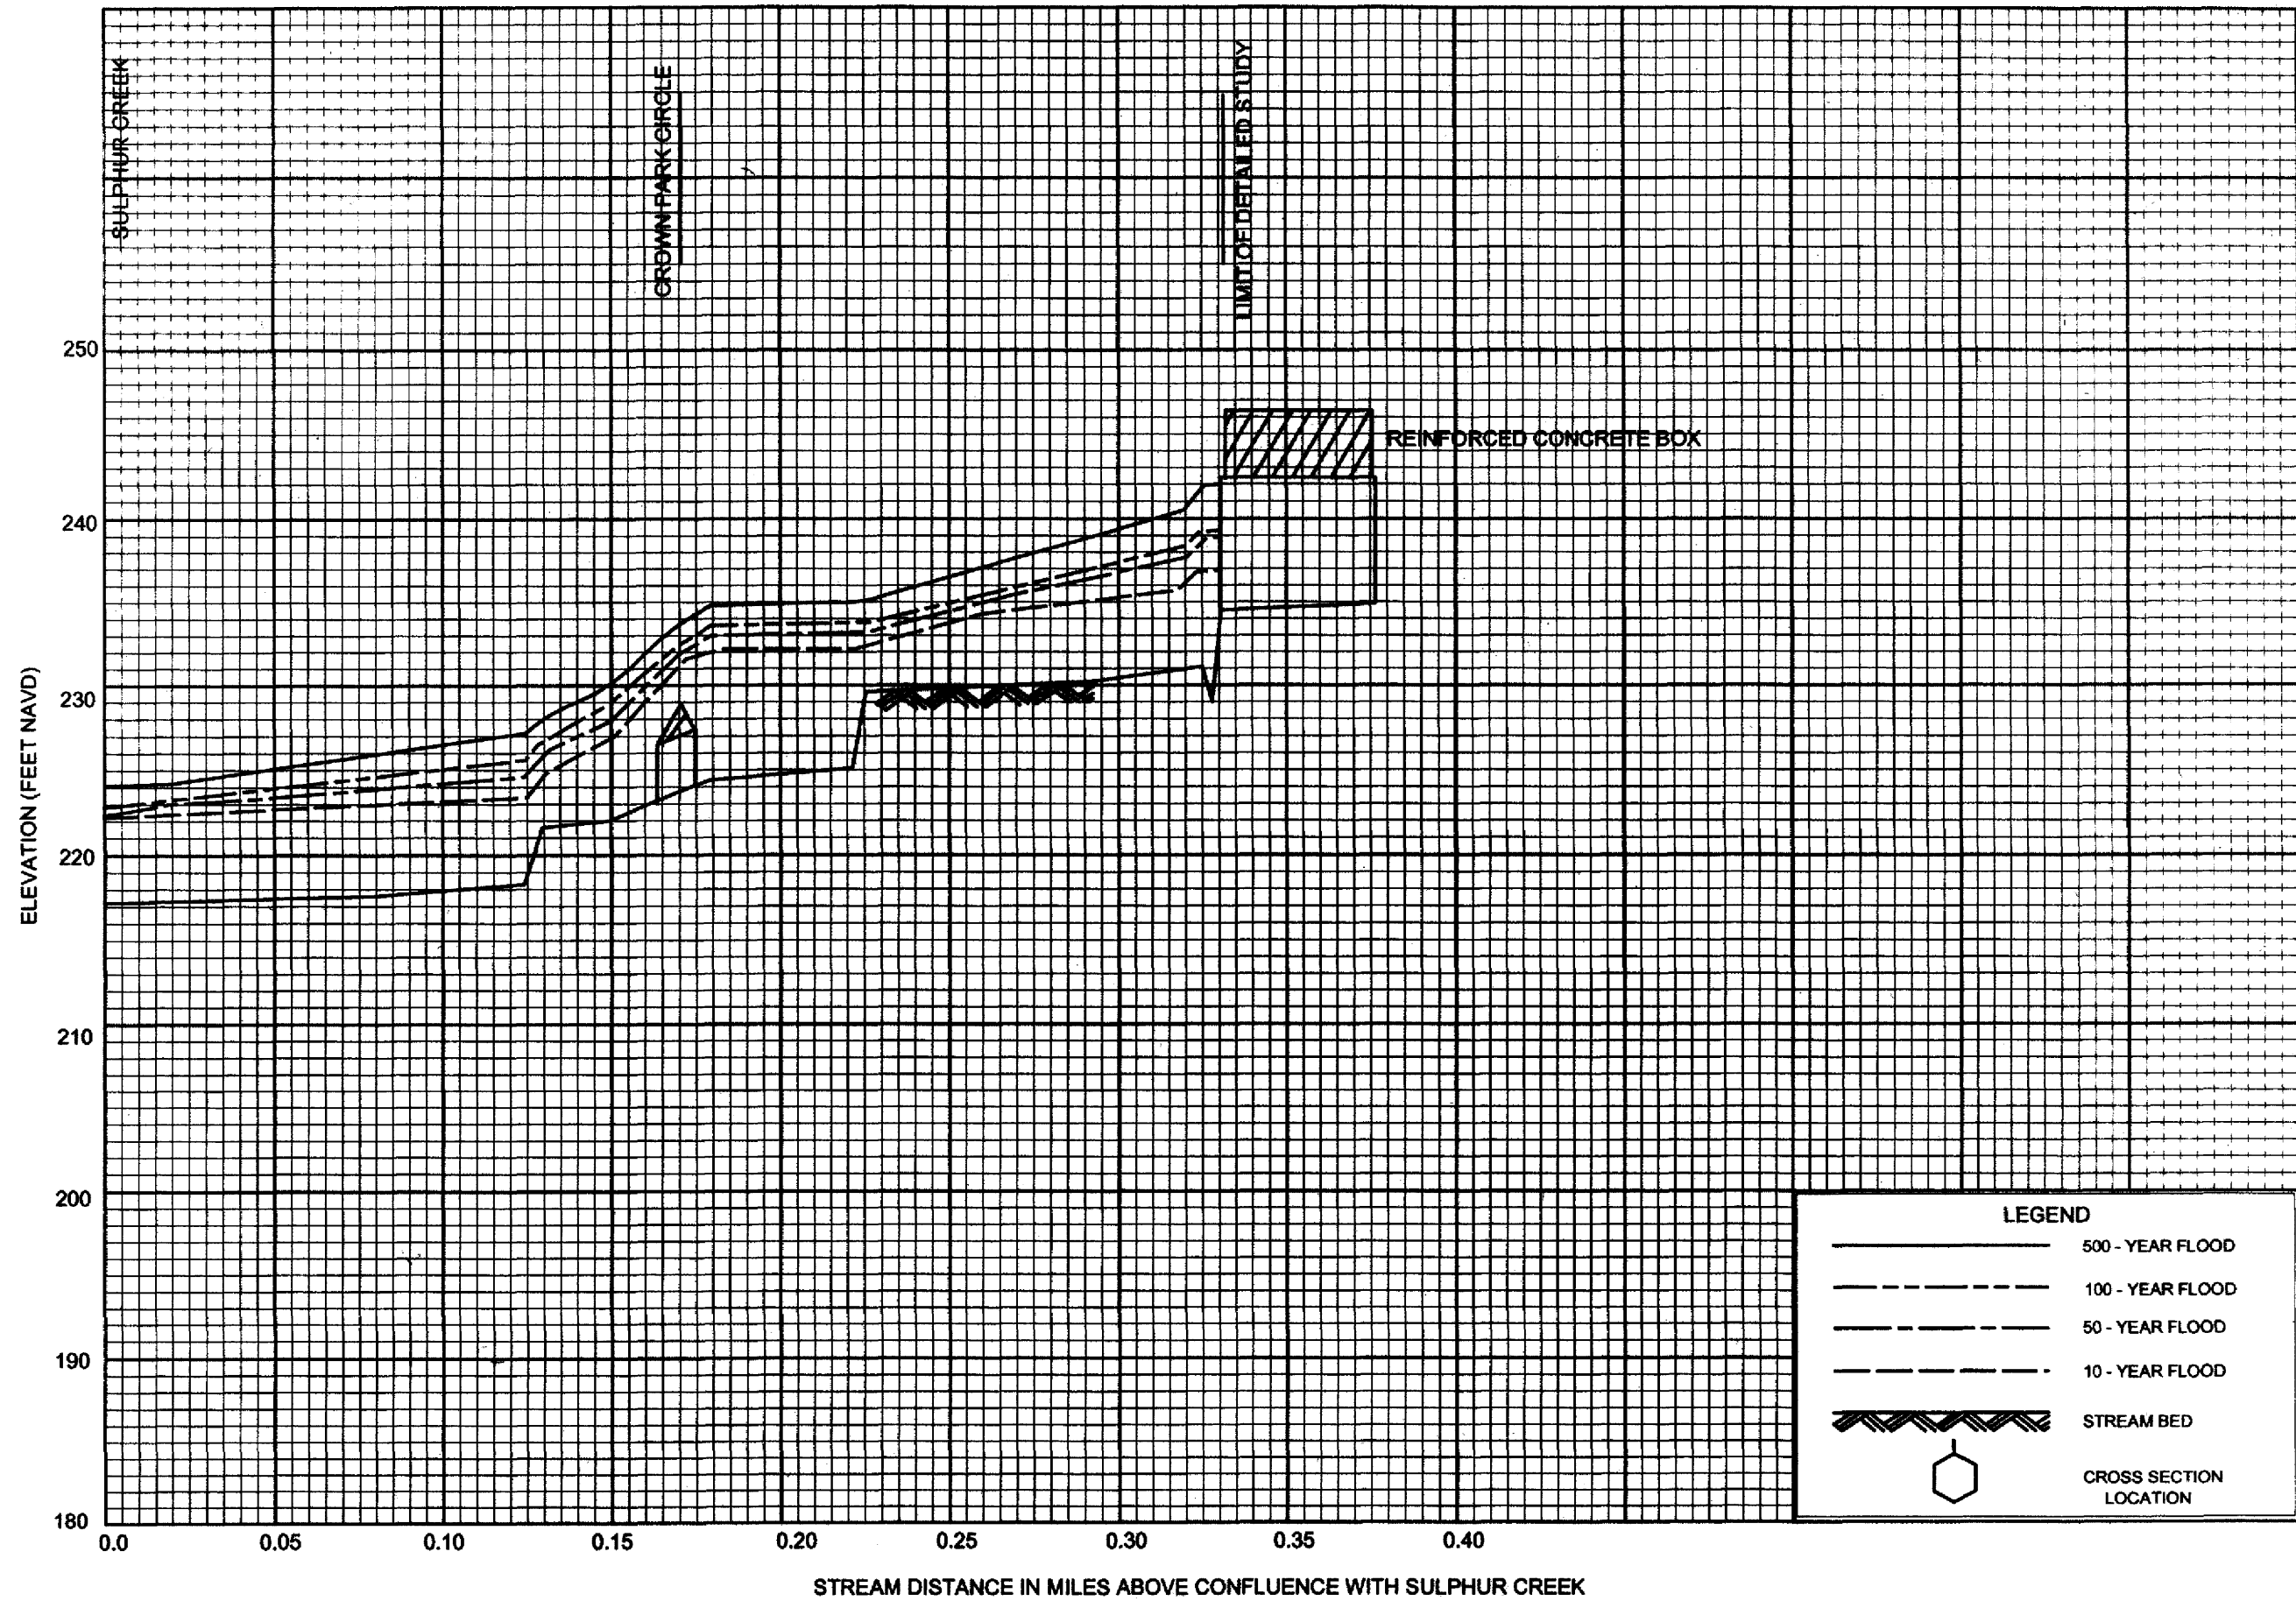 SULPHUR CREEK
CROWN PARK CIRCLE
LIMIT OF DETAILED STUDY
250
240
230
220
210
200
190
180
ELEVATION (FEET NAVD)
REINFORCED CONCRETE BOX
LEGEND
500 - YEAR FLOOD
100 - YEAR FLOOD
50 - YEAR FLOOD
10 - YEAR FLOOD
STREAM BED
CROSS SECTION
LOCATION
0.0 0.05 0.10 0.15 0.20 0.25 0.30 0.35 0.40
STREAM DISTANCE IN MILES ABOVE CONFLUENCE WITH SULPHUR CREEK